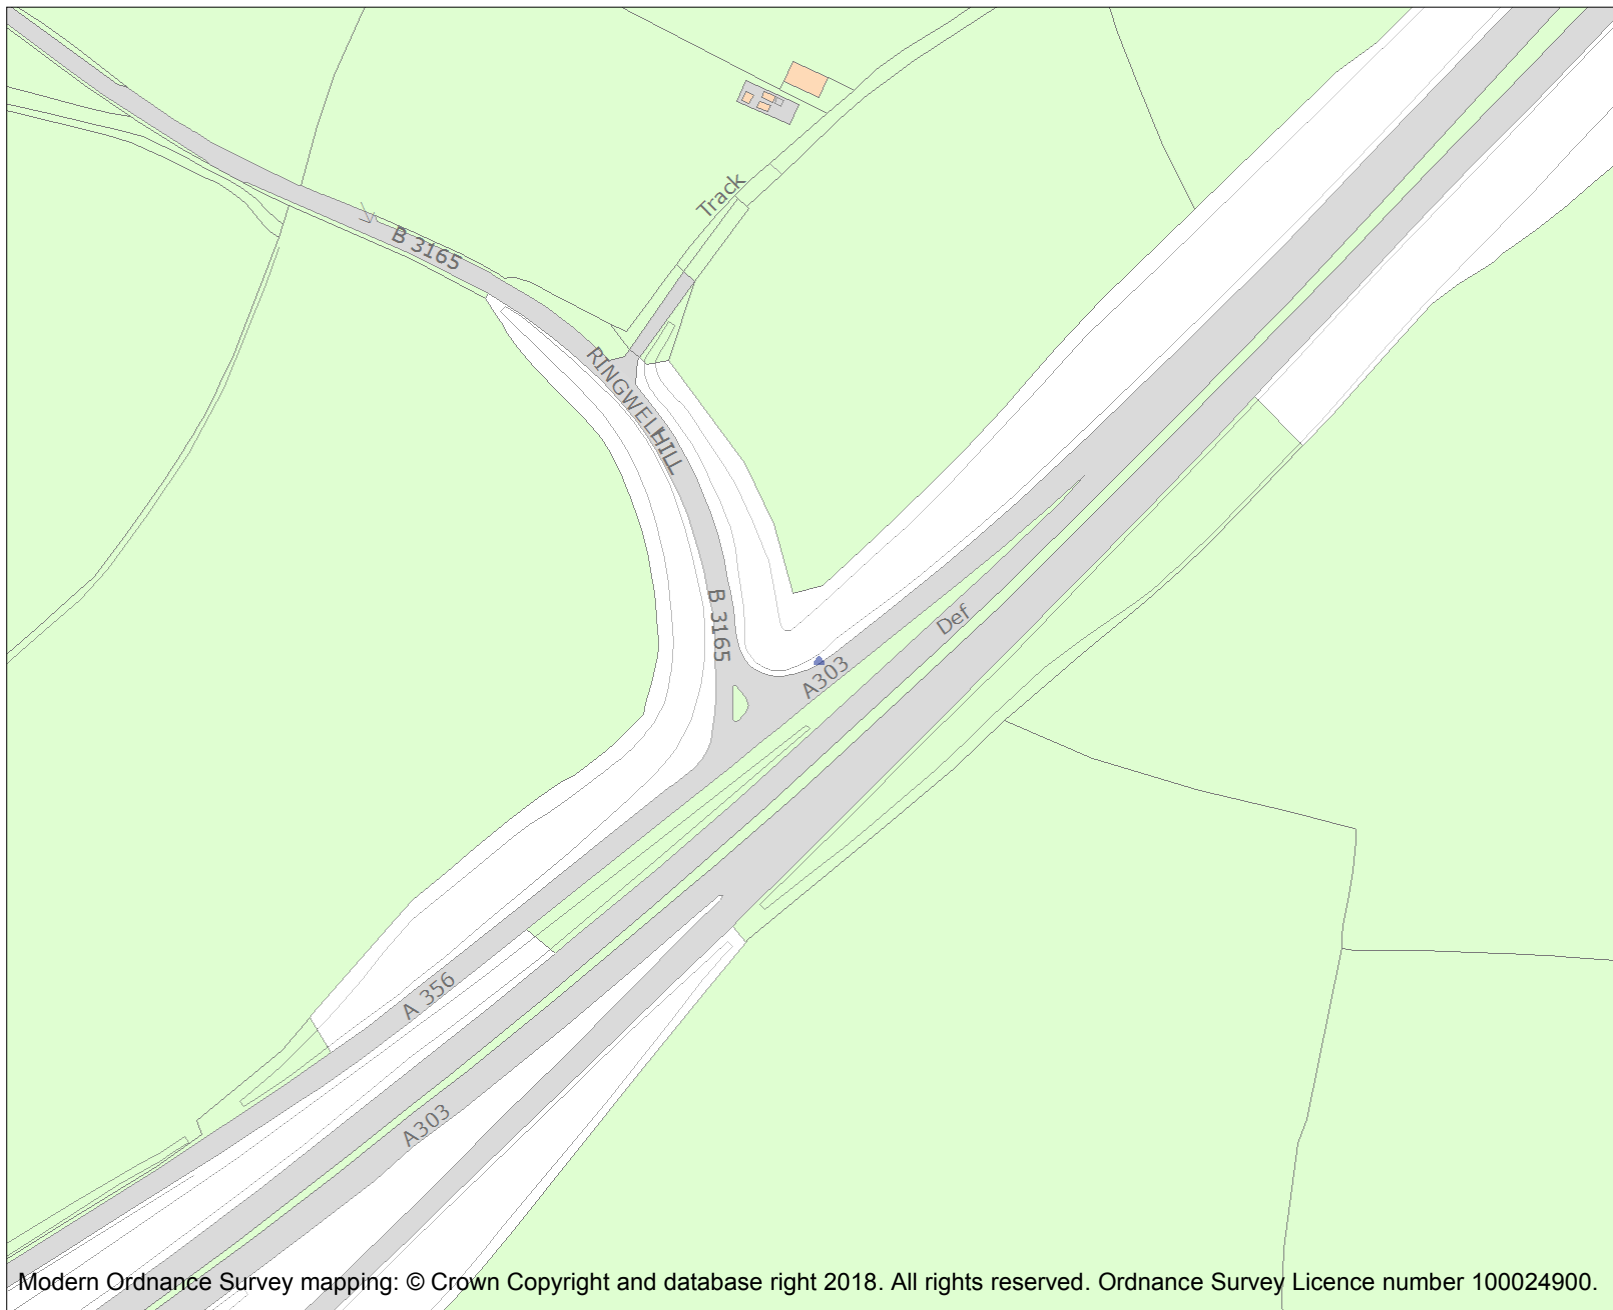 Track
B 3165
RINGWELL HILL
B 3165
Def
A303
A 356
A303
Modern Ordnance Survey mapping: © Crown Copyright and database right 2018. All rights reserved. Ordnance Survey Licence number 100024900.